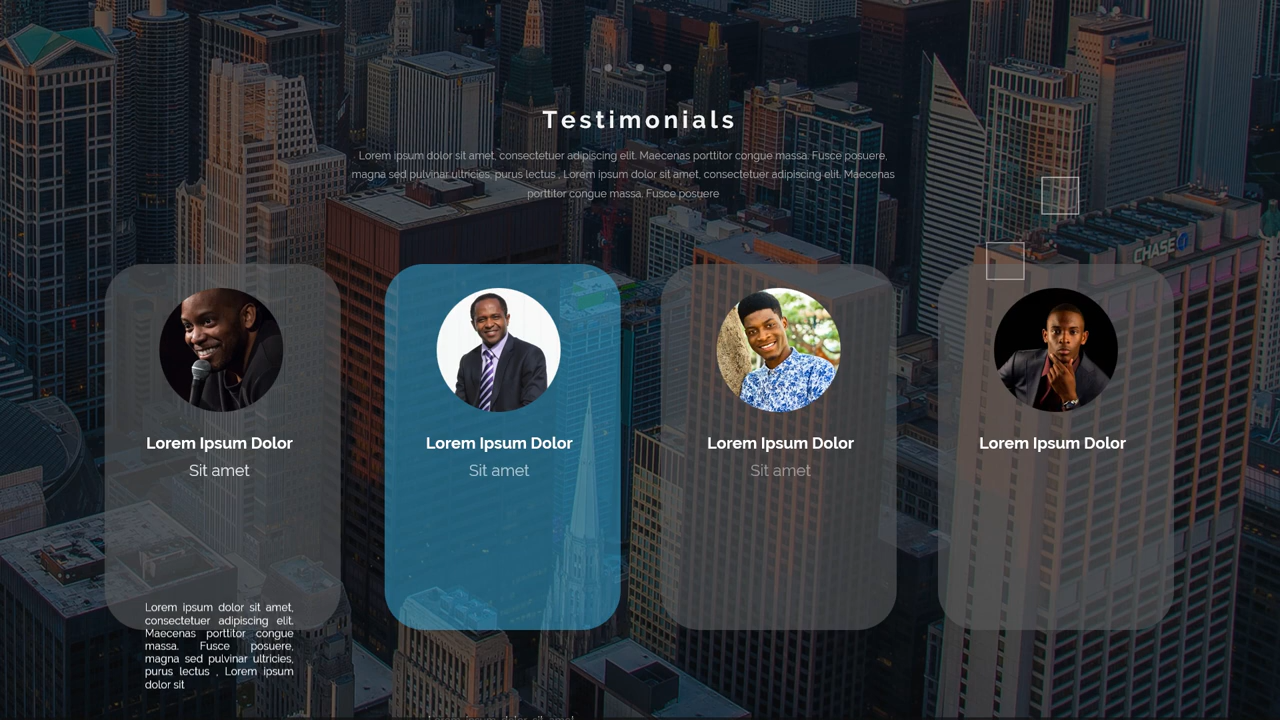 Testimonials
Lorem ipsum dolor sit amet, consectetuer adipiscing elit. Maecenas porttitor congue massa. Fusce posuere,
magna sed pulvinar ultricies, purus lectus . Lorem ipsum dolor sit amet, consectetuer adipiscing elit. Maecenas
porttitor congue massa. Fusce posuere
CHASE
Lorem Ipsum Dolor
Sit amet
Lorem ipsum dolor sit amet,
consectetuer adipiscing elit.
Maecenas porttitor congue
massa. Fusce posuere,
magna sed pulvinar ultricies,
purus lectus , Lorem ipsum
dolor sit
Lorem Ipsum Dolor
Sit amet
Lorem Ipsum Dolor
Sit amet
Lorem Ipsum Dolor